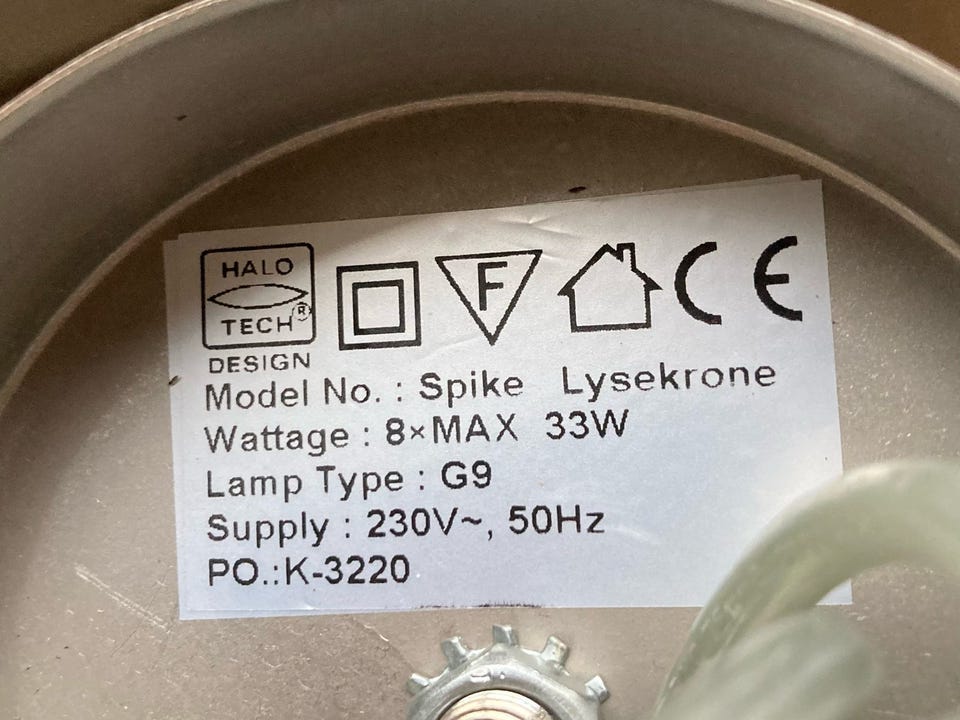 HALO
TECH®
DESIGN
F
CE
Model No. : Spike Lysekrone
Wattage : 8×MAX 33W
Lamp Type : G9
Supply : 230V~, 50Hz
PO.:K-3220